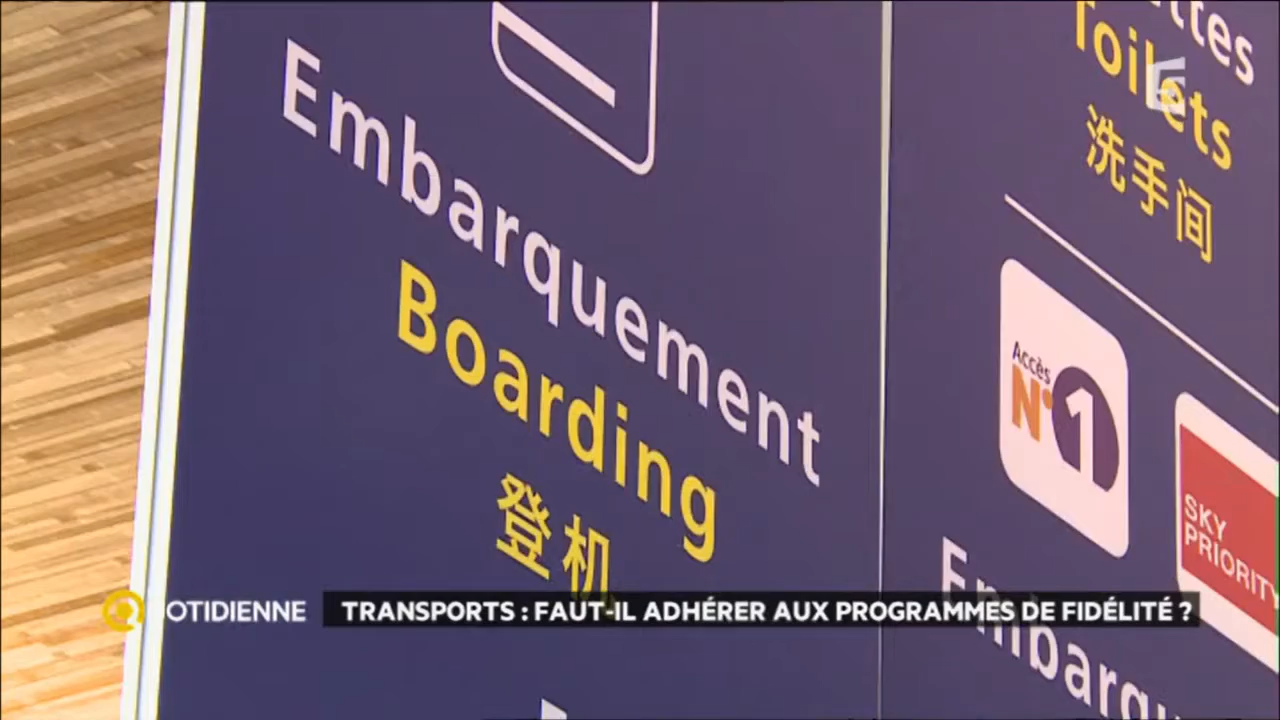 Embarquement
Boarding
登机
Toilets
洗手间
Accès
N°1
SKY
PRIORITY
Embarqu
OTIDIENNE
TRANSPORTS : FAUT-IL ADHÉRER AUX PROGRAMMES DE FIDÉLITÉ ?